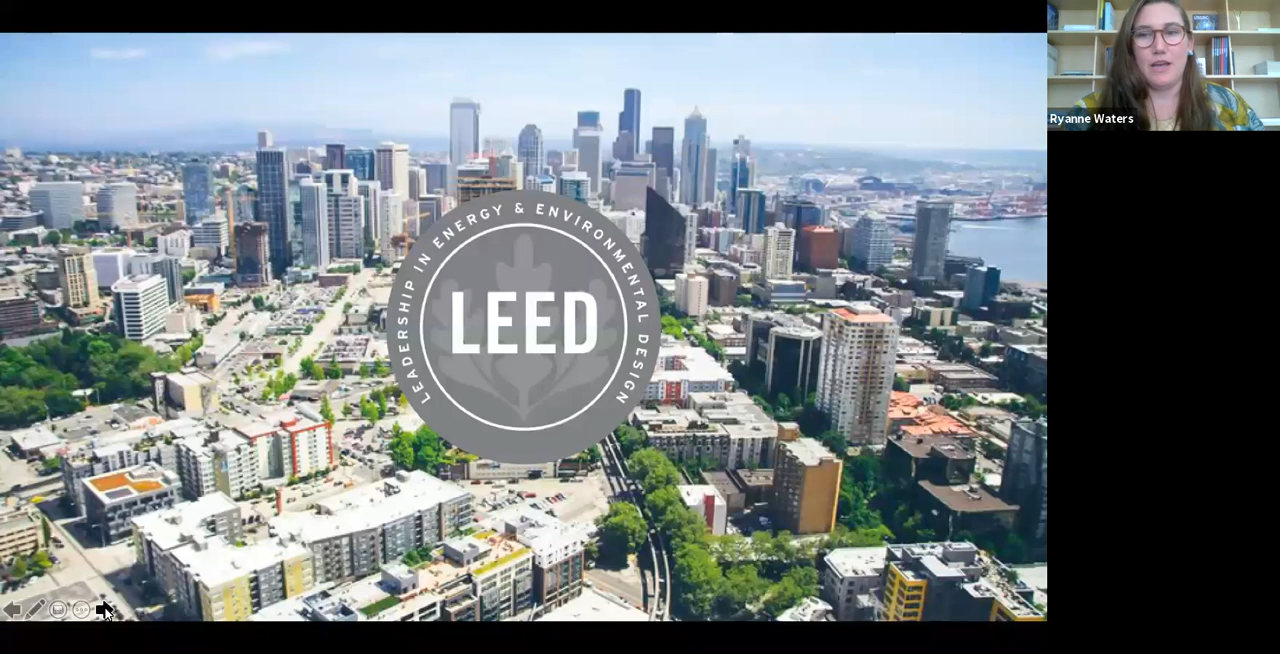 LEADERSHIP IN ENERGY & ENVIRONMENTAL DESIGN
LEED
Ryanne Waters